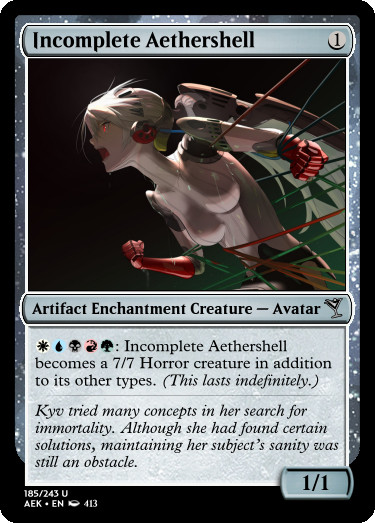 Incomplete Aethershell 1
Artifact Enchantment Creature — Avatar
: Incomplete Aethershell
becomes a 7/7 Horror creature in addition
to its other types. (This lasts indefinitely.)
Kyv tried many concepts in her search for
immortality. Although she had found certain
solutions, maintaining her subject's sanity was
still an obstacle.
1/1
185/243 U
AEK • EN 413